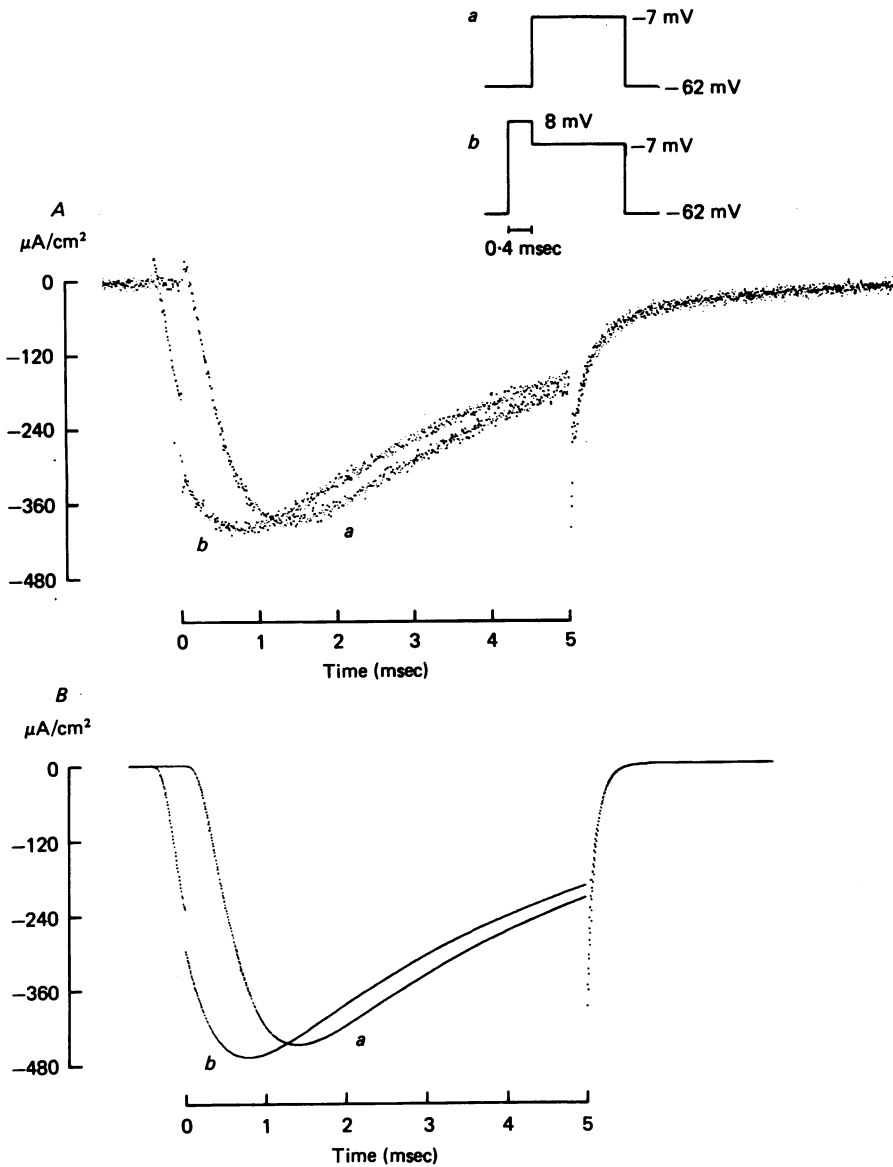 a
−7 mV
−62 mV
b
8 mV
−7 mV
−62 mV
0·4 msec
A
μA/cm²
0
−120
−240
−360
−480
b
a
0 1 2 3 4 5
Time (msec)
B
μA/cm²
0
−120
−240
−360
−480
b
a
0 1 2 3 4 5
Time (msec)